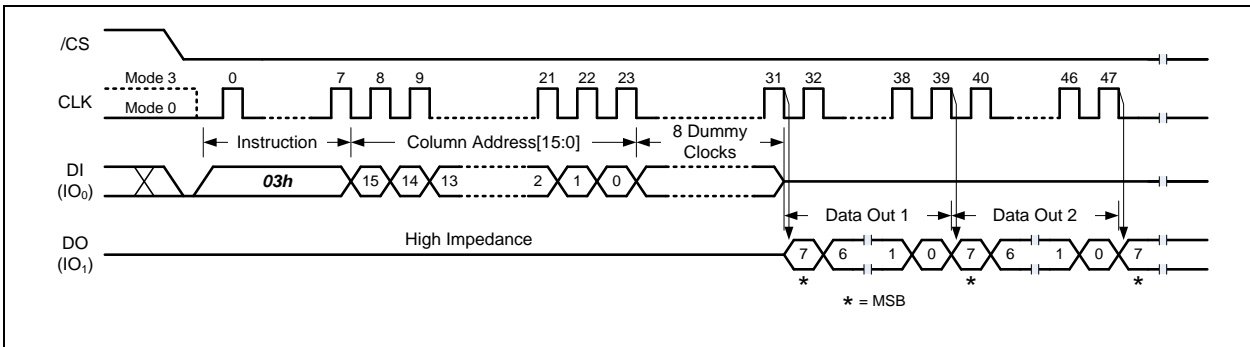 /CS
Mode 3 0 7 8 9 21 22 23 31 32 38 39 40 46 47
CLK
Mode 0
Instruction Column Address[15:0] 8 Dummy Clocks
DI (IO0)
03h 15 14 13 2 1 0
Data Out 1 Data Out 2
DO (IO1)
High Impedance
7 6 1 0 7 6 1 0 7
* * *
* = MSB